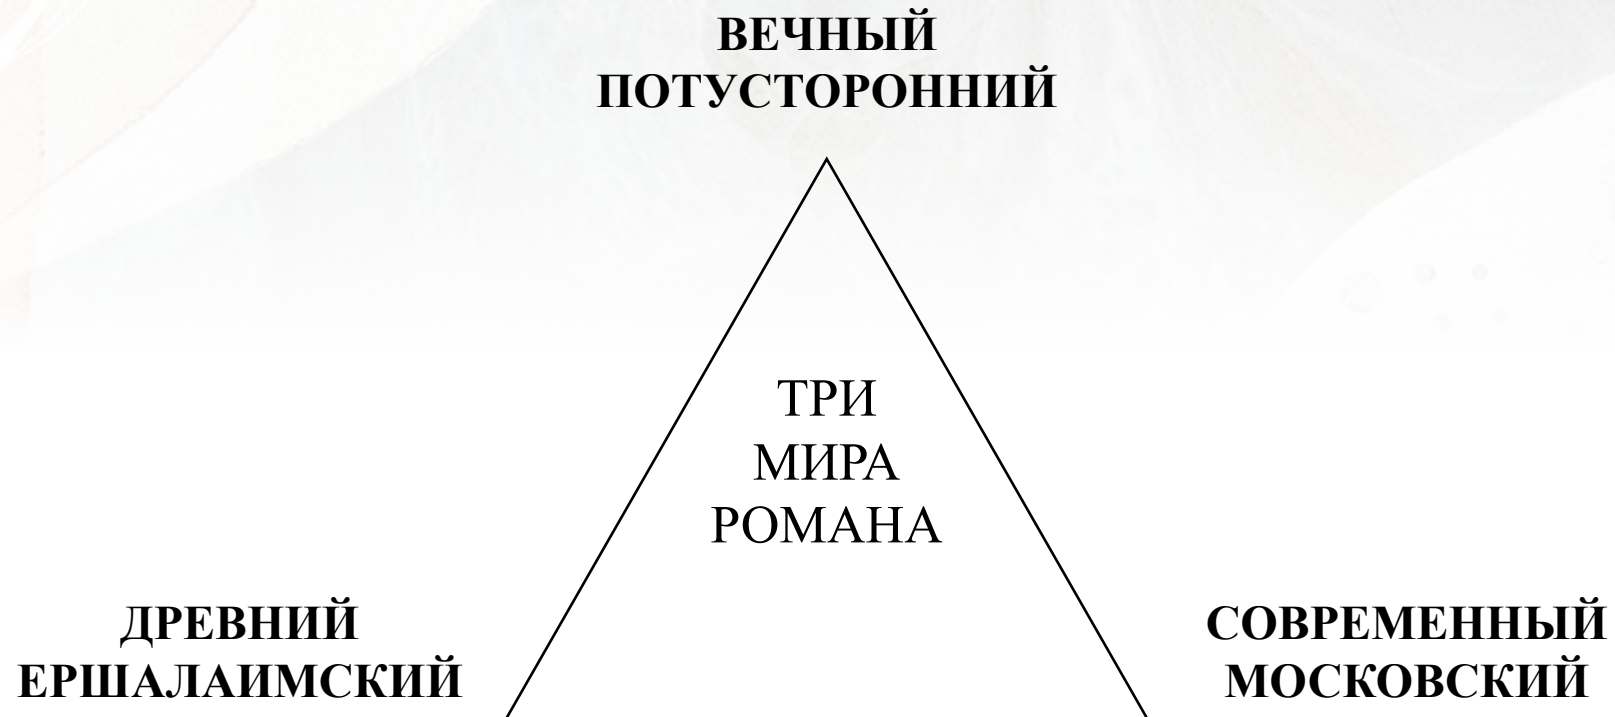 ВЕЧНЫЙ
ПОТУСТОРОННИЙ
ТРИ
МИРА
РОМАНА
ДРЕВНИЙ
ЕРШАЛАИМСКИЙ
СОВРЕМЕННЫЙ
МОСКОВСКИЙ